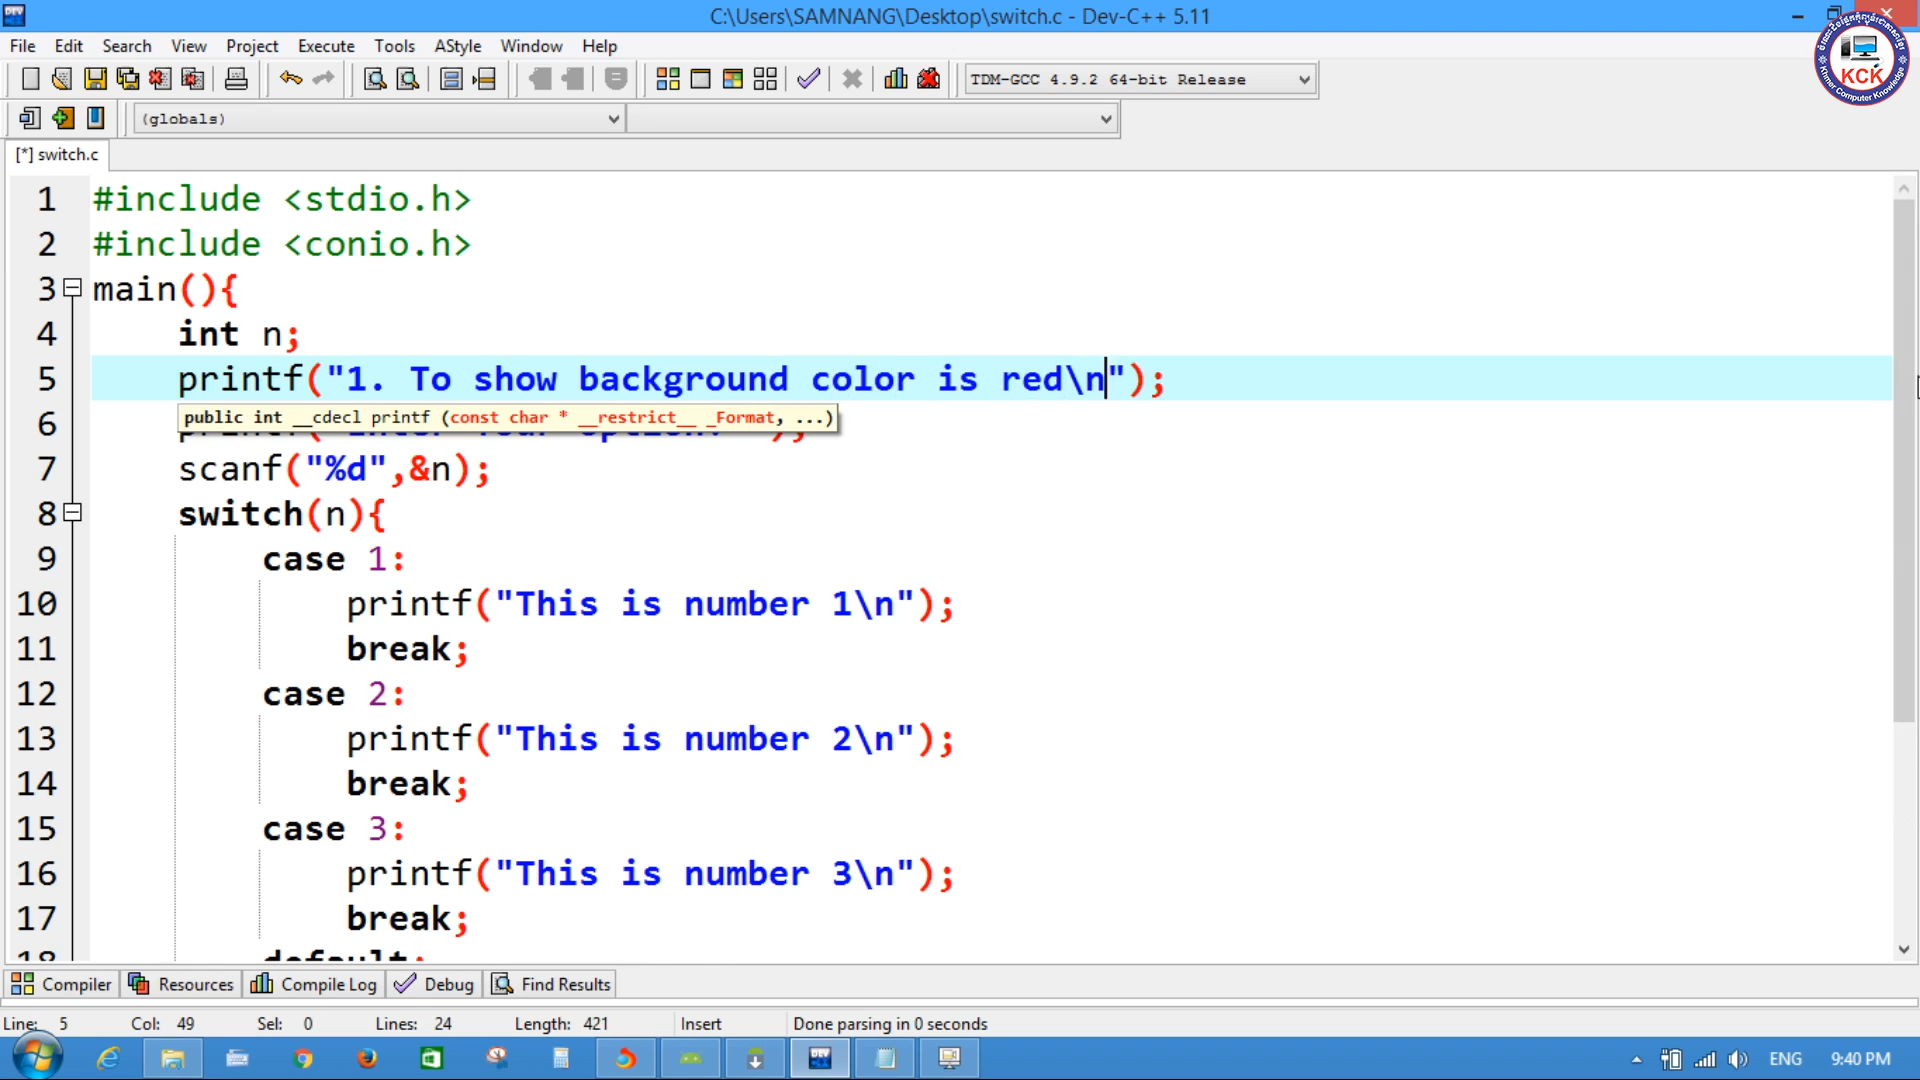 C:\Users\SAMNANG\Desktop\switch.c - Dev-C++ 5.11
File Edit Search View Project Execute Tools AStyle Window Help
TDM-GCC 4.9.2 64-bit Release
KCK
Khmer Computer Knowledge
(globals)
[*] switch.c
1 #include <stdio.h>
2 #include <conio.h>
3 main(){
4 int n;
5 printf("1. To show background color is red\n");
public int __cdecl printf (const char * __restrict__ _Format, ...)
6
7 scanf("%d",&n);
8 switch(n){
9 case 1:
10 printf("This is number 1\n");
11 break;
12 case 2:
13 printf("This is number 2\n");
14 break;
15 case 3:
16 printf("This is number 3\n");
17 break;
18 default:
Compiler Resources Compile Log Debug Find Results
Line: 5 Col: 49 Sel: 0 Lines: 24 Length: 421 Insert Done parsing in 0 seconds
DEV ENG 9:40 PM